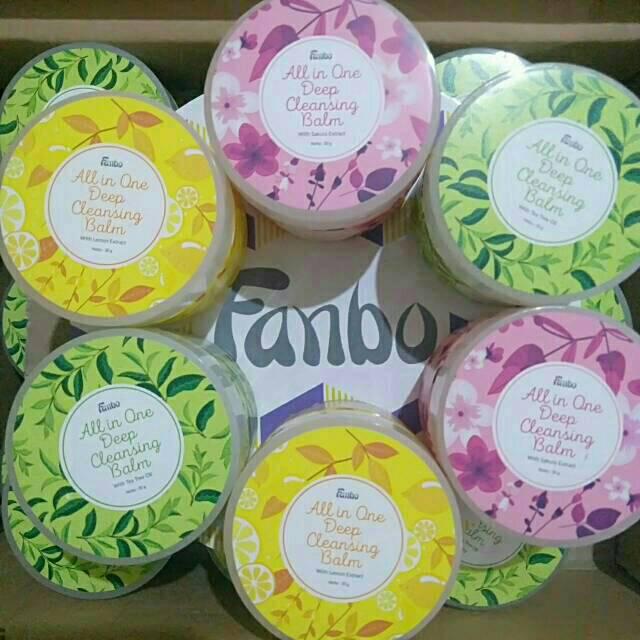 Fanbo
All in One
Deep
Cleansing
Balm
With Sakura Extract
Netto : 30 g
Fanbo
All in One
Deep
Cleansing
Balm
With Lemon Extract
Fanbo
All in One
Deep
Cleansing
Balm
With Tea Tree Oil
Fanbo
Fanbo
All in One
Deep
Cleansing
Balm
With Tea Tree Oil
Fanbo
All in One
Deep
Cleansing
Balm
With Sakura Extract
Fanbo
All in One
Deep
Cleansing
Balm
With Lemon Extract
Balm